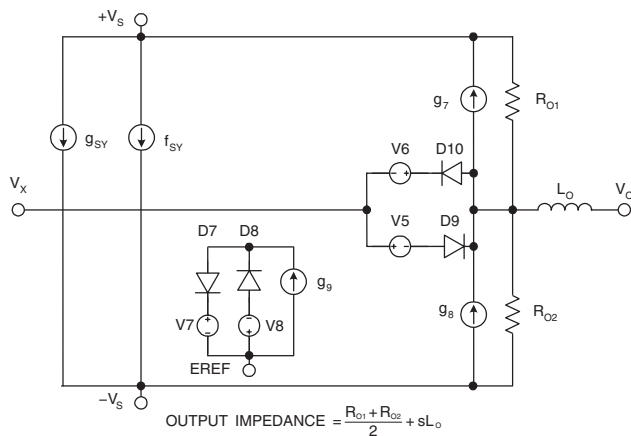 +VS
g7
RO1
gSY
fSY
V6
D10
VX
LO
VO
V5
D9
D7
D8
g9
g8
RO2
V7
V8
EREF
−VS
OUTPUT IMPEDANCE = (RO1 + RO2)/2 + sLO